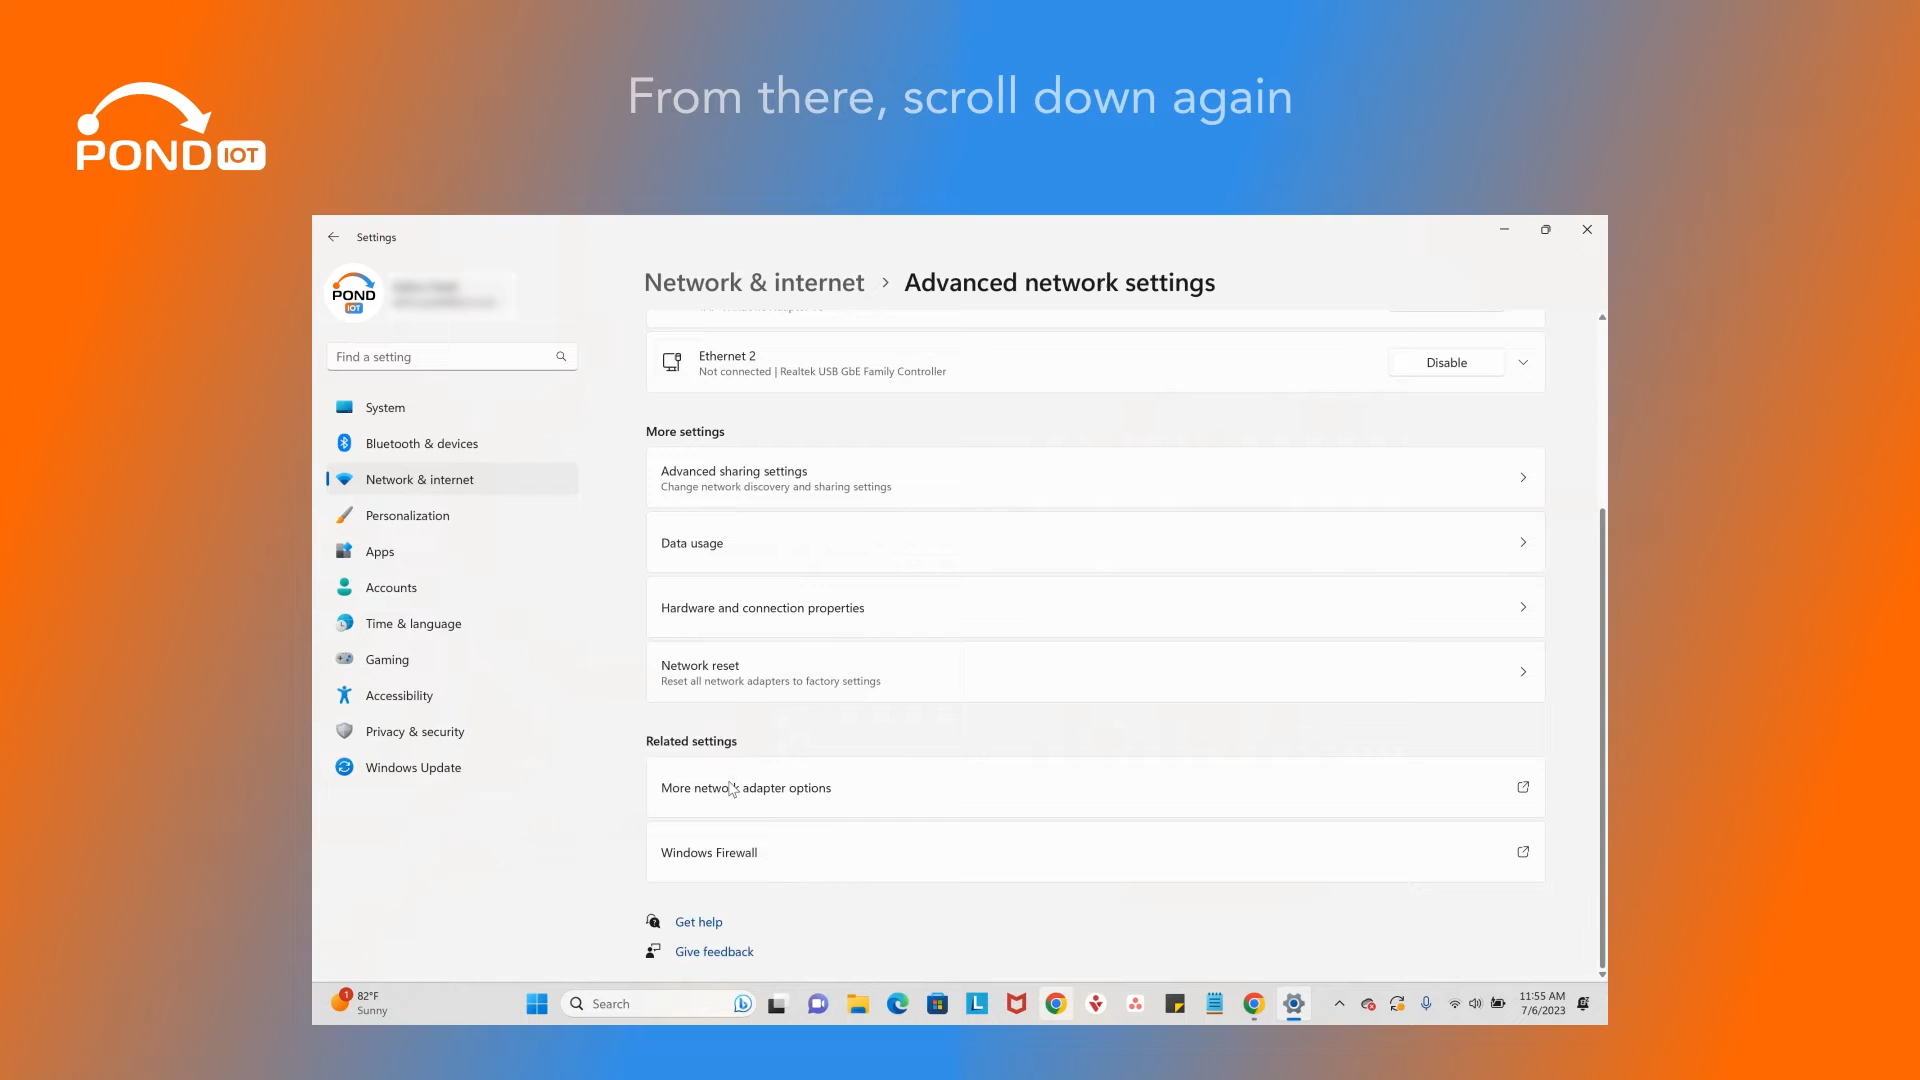 From there, scroll down again
POND IOT
Settings
POND
IOT
Network & internet > Advanced network settings
Find a setting
Ethernet 2
Not connected | Realtek USB GbE Family Controller
Disable
System
Bluetooth & devices
Network & internet
Personalization
Apps
Accounts
Time & language
Gaming
Accessibility
Privacy & security
Windows Update
More settings
Advanced sharing settings
Change network discovery and sharing settings
Data usage
Hardware and connection properties
Network reset
Reset all network adapters to factory settings
Related settings
More network adapter options
Windows Firewall
Get help
Give feedback
1
82°F
Sunny
Search
L
11:55 AM
7/6/2023